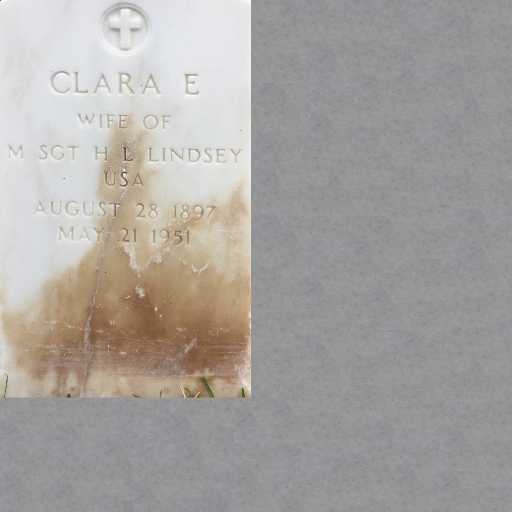 CLARA E
WIFE OF
M SGT H L LINDSEY
USA
AUGUST 28 1897
MAY 21 1951